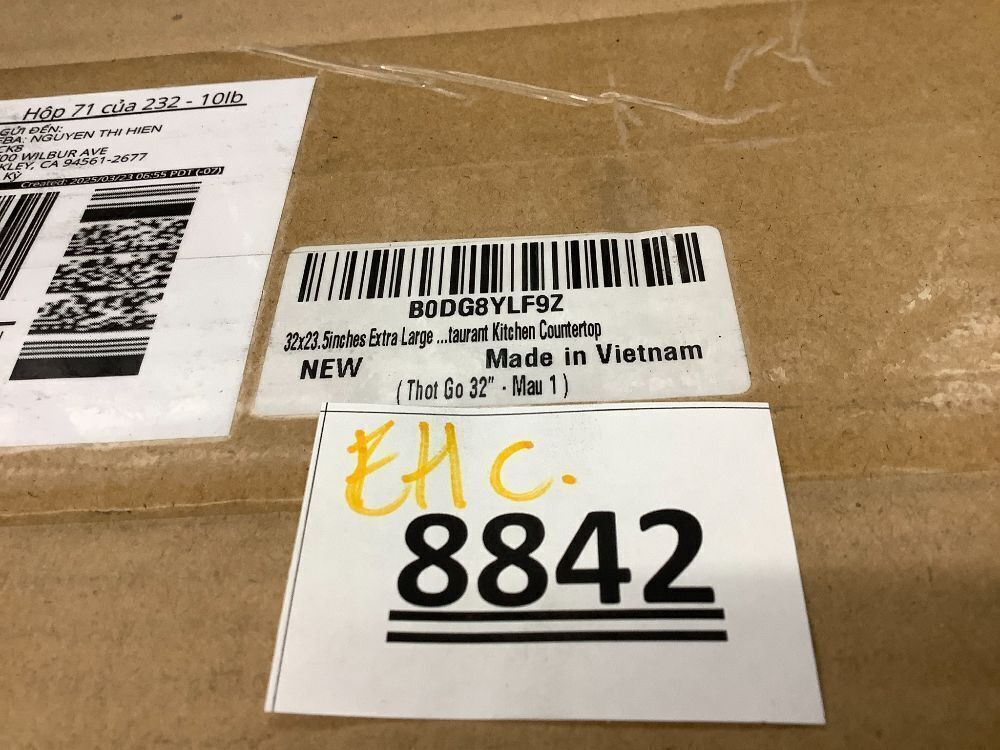 Hộp 71 của 232 - 10lb
GỬI ĐẾN:
FBA: NGUYEN THI HIEN
CK8
00 WILBUR AVE
KLEY, CA 94561-2677
Kỳ
Created: 2025/03/23 06:55 PDT (-07)
B0DG8YLF9Z
32x23.5inches Extra Large ...taurant Kitchen Countertop
NEW Made in Vietnam
( Thot Go 32" - Mau 1 )
EH C.
8842